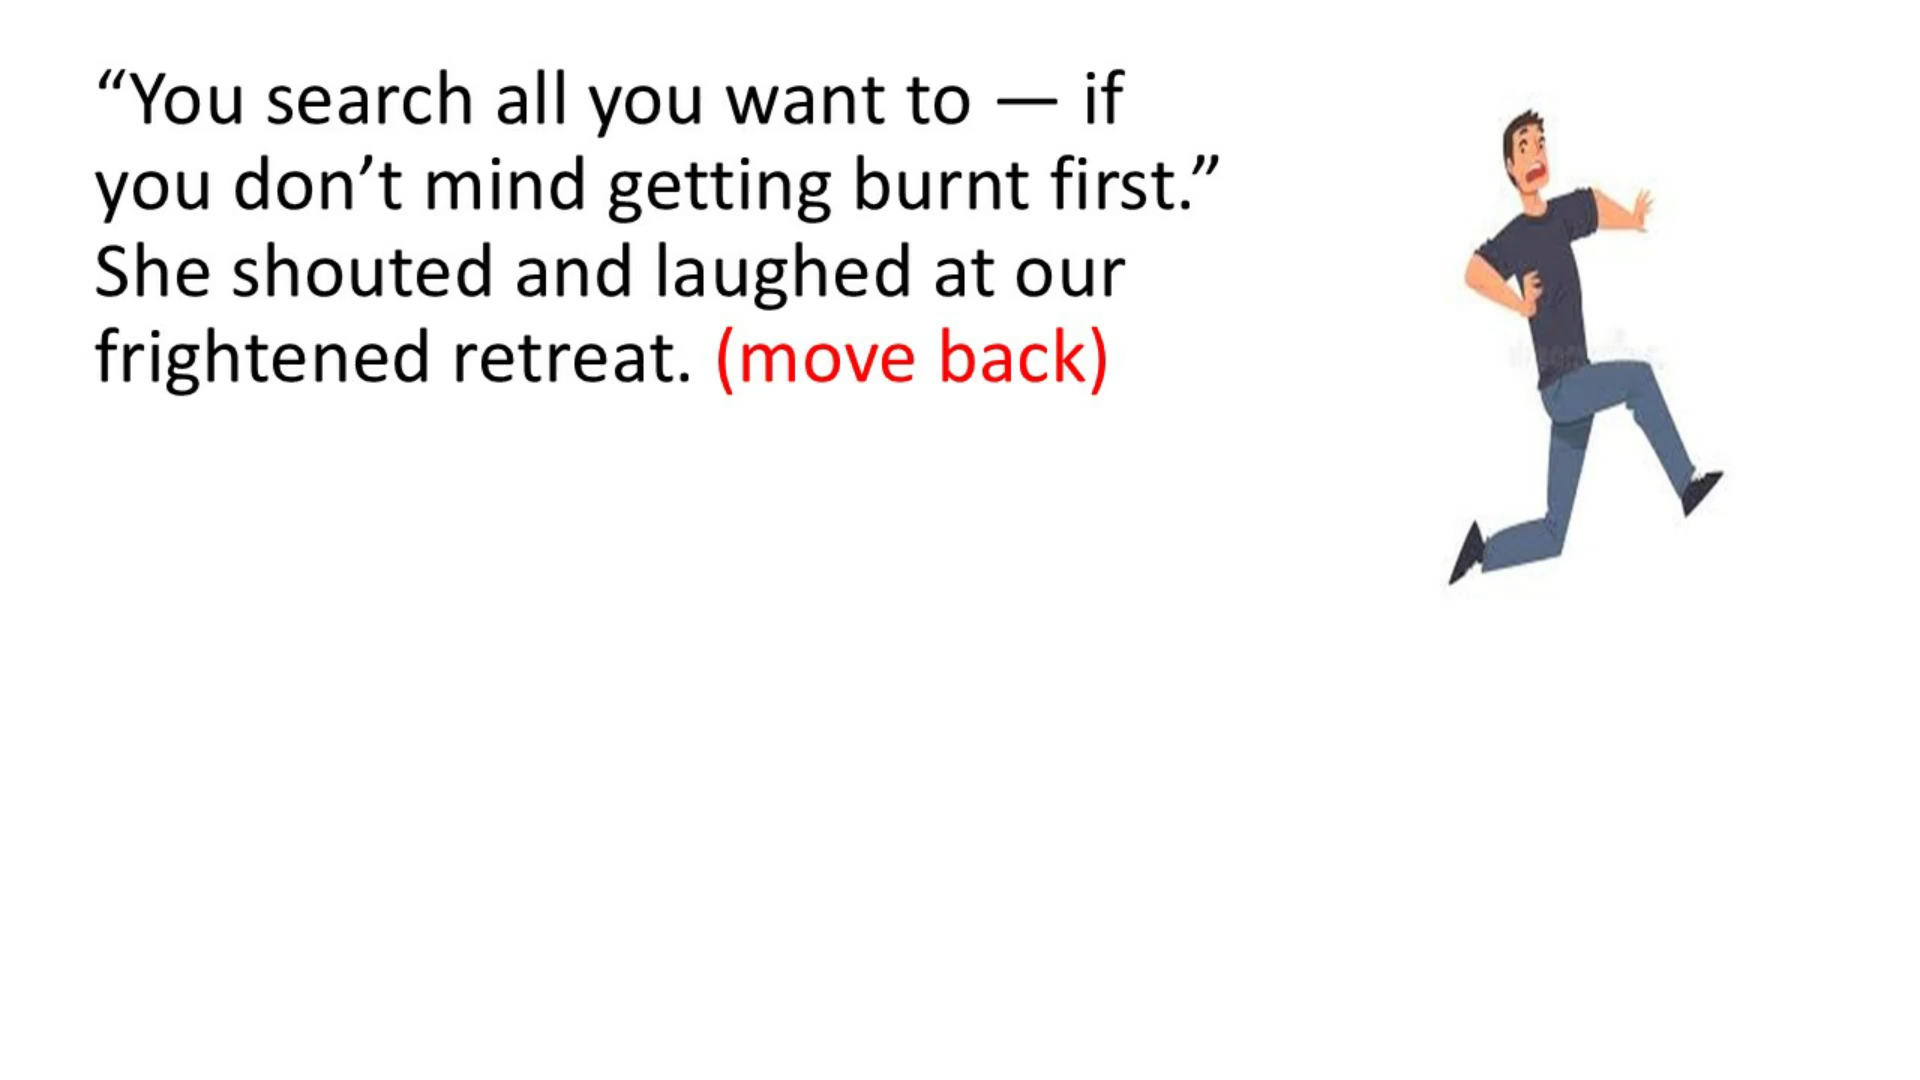 “You search all you want to — if
you don’t mind getting burnt first.”
She shouted and laughed at our
frightened retreat. (move back)